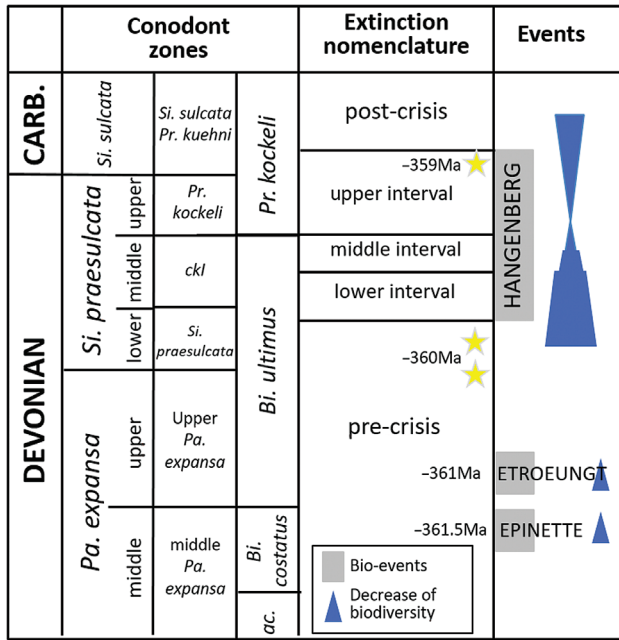 Conodont
zones
Extinction
nomenclature
Events
CARB.
Si. sulcata
Si. sulcata
Pr. kuehni
Pr. kockeli
post-crisis
–359Ma
upper interval
HANGENBERG
DEVONIAN
Si. praesulcata
upper
Pr.
kockeli
middle
ckI
middle interval
lower interval
lower
Si.
praesulcata
Bi. ultimus
–360Ma
pre-crisis
Pa. expansa
upper
Upper
Pa.
expansa
–361Ma
ETROEUNGT
middle
middle
Pa.
expansa
Bi.
costatus
–361.5Ma
EPINETTE
ac.
Bio-events
Decrease of
biodiversity